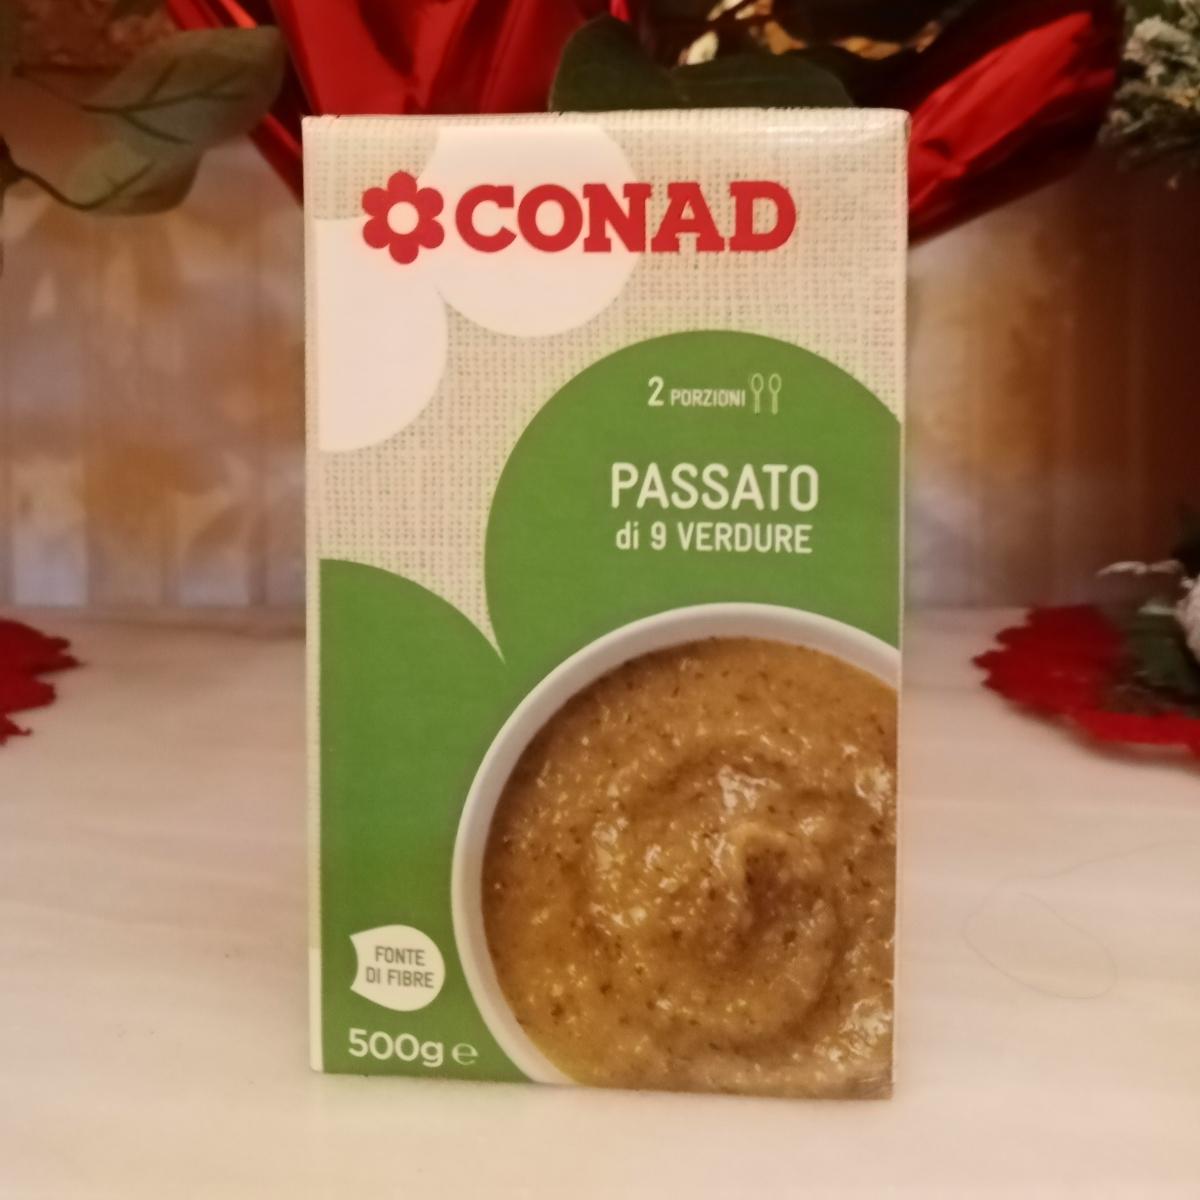 CONAD
2 PORZIONI
PASSATO
di 9 VERDURE
FONTE
DI FIBRE
500g e